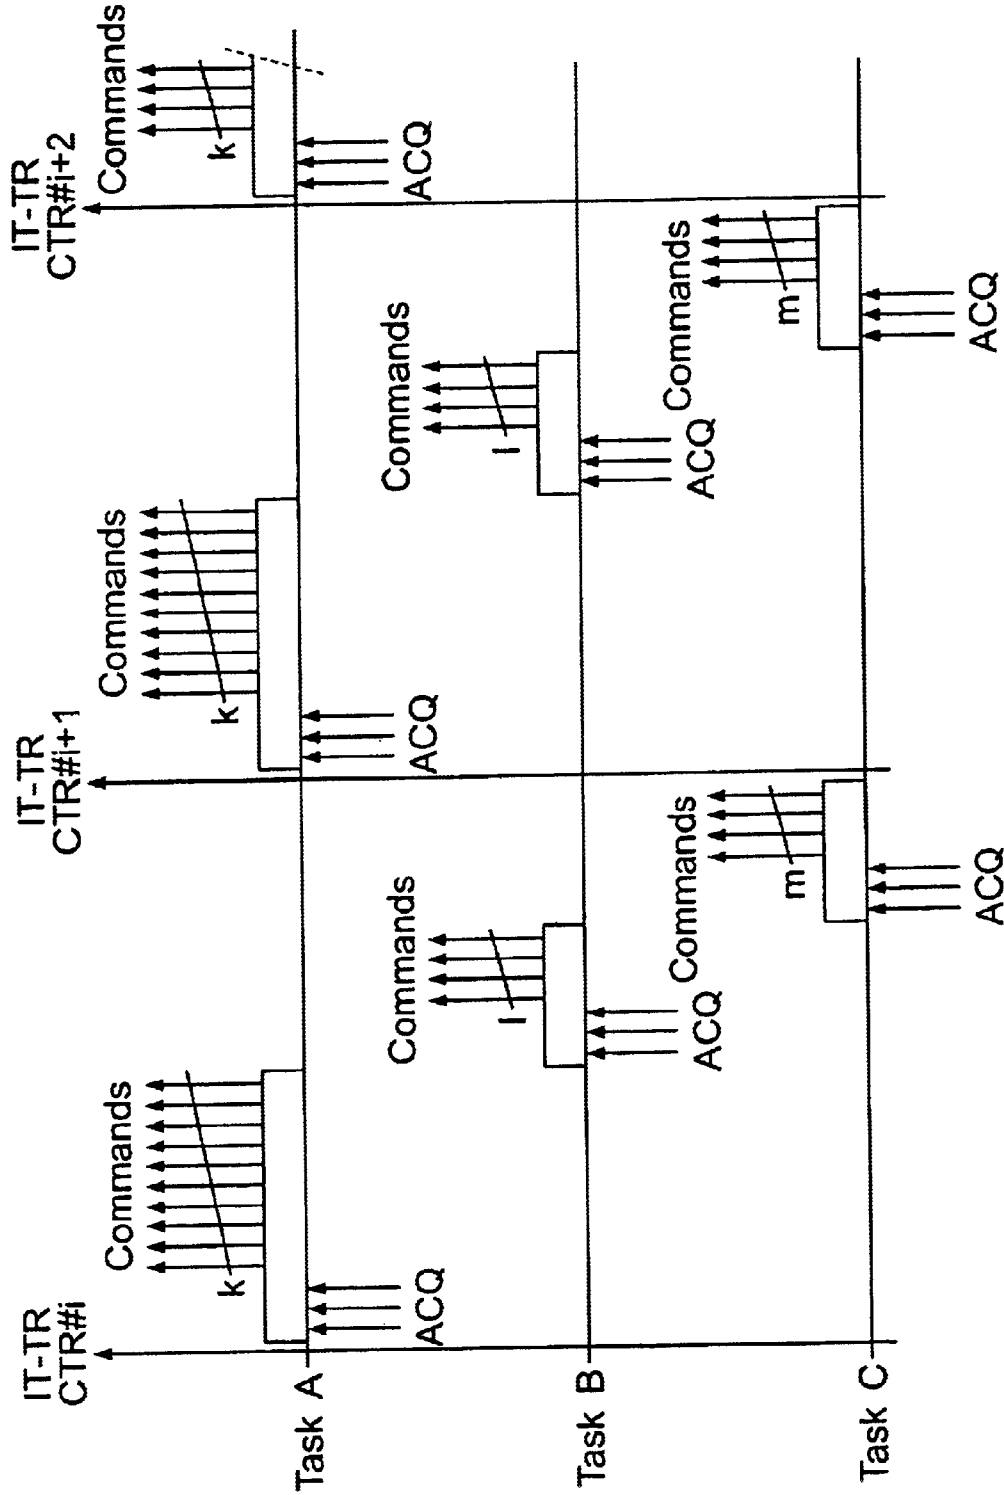 IT-TR
CTR#i
IT-TR
CTR#i+1
IT-TR
CTR#i+2
Commands
Commands
Commands
k
k
k
ACQ
ACQ
ACQ
Task A
Commands
Commands
l
l
ACQ
ACQ
Task B
Commands
Commands
m
m
ACQ
ACQ
Task C